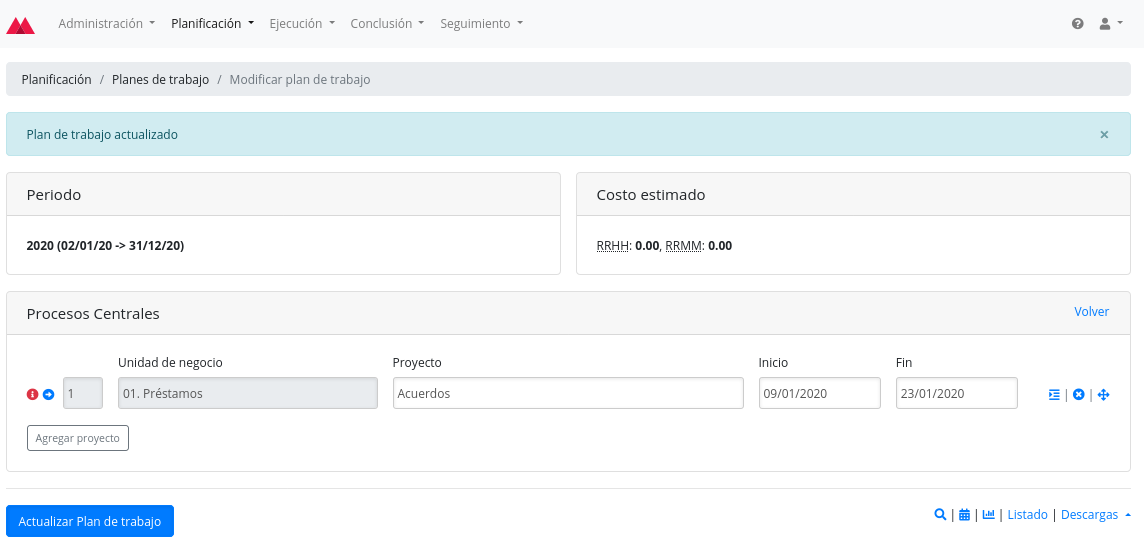 Administración Planificación Ejecución Conclusión Seguimiento
Planificación / Planes de trabajo / Modificar plan de trabajo
Plan de trabajo actualizado ×
Periodo
2020 (02/01/20 -> 31/12/20)
Costo estimado
RRHH: 0.00, RRMM: 0.00
Procesos Centrales Volver
Unidad de negocio Proyecto Inicio Fin
1 01. Préstamos Acuerdos 09/01/2020 23/01/2020 | |
Agregar proyecto
Actualizar Plan de trabajo | | | Listado | Descargas